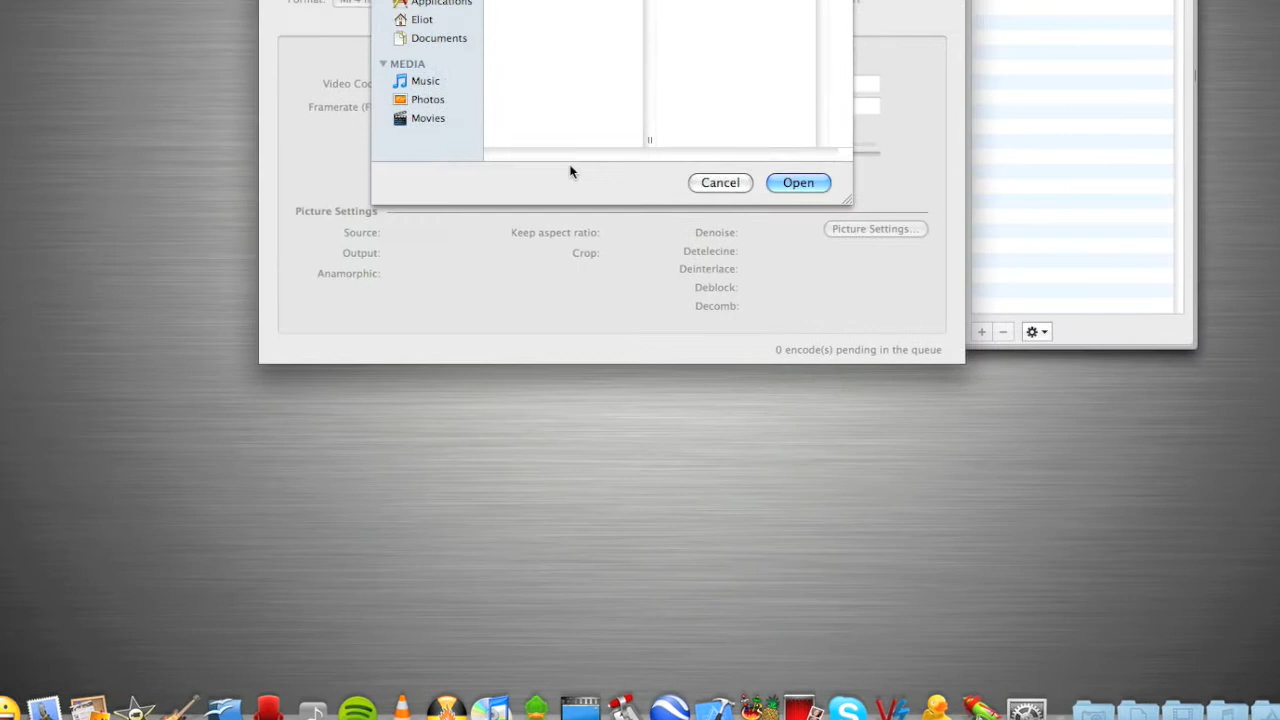 Applications
Eliot
Documents
MEDIA
Music
Photos
Movies
Video Co
Framerate (F
Cancel
Open
Picture Settings
Source:
Keep aspect ratio:
Denoise:
Picture Settings...
Output:
Crop:
Detelecine:
Anamorphic:
Deinterlace:
Deblock:
Decomb:
0 encode(s) pending in the queue